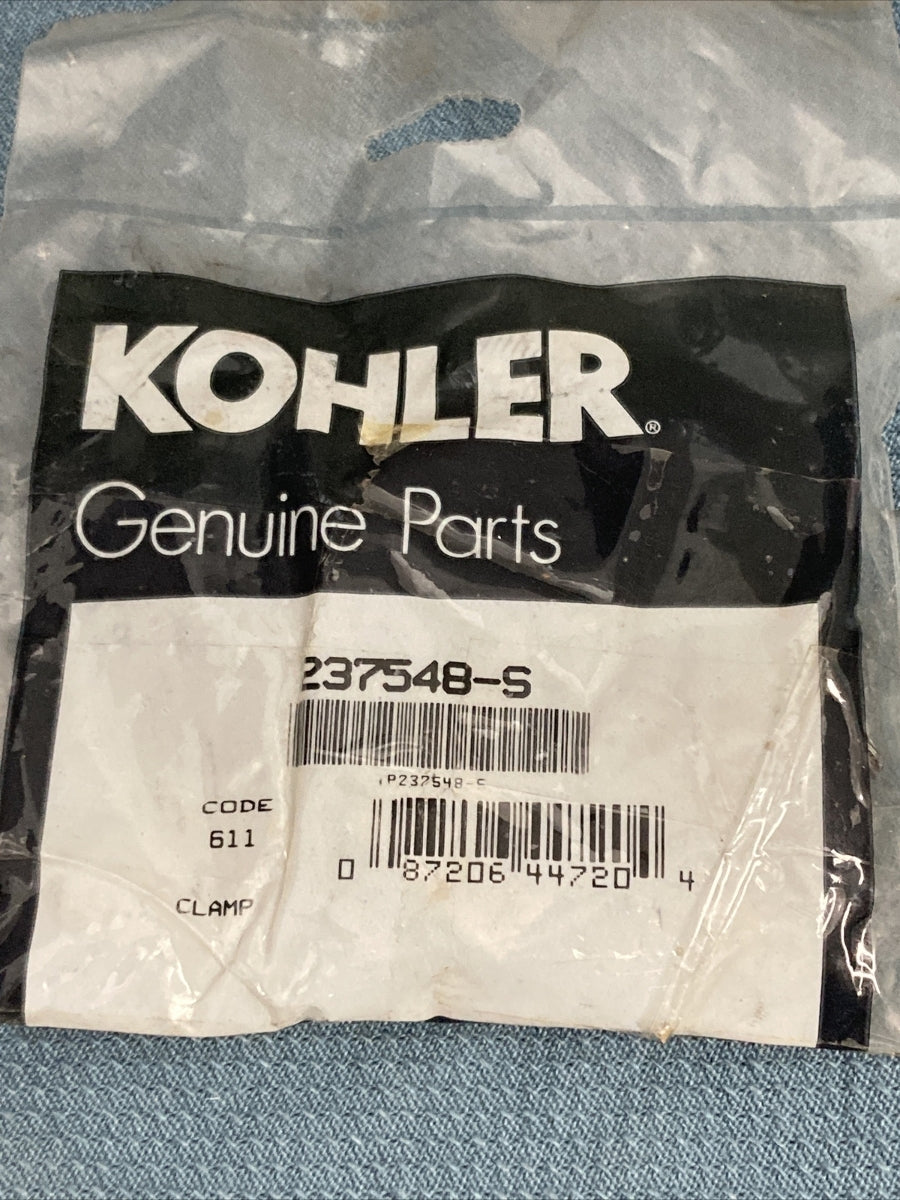 KOHLER®
Genuine Parts
237548-S
P237548-S
CODE
611
0 87206 44720 4
CLAMP